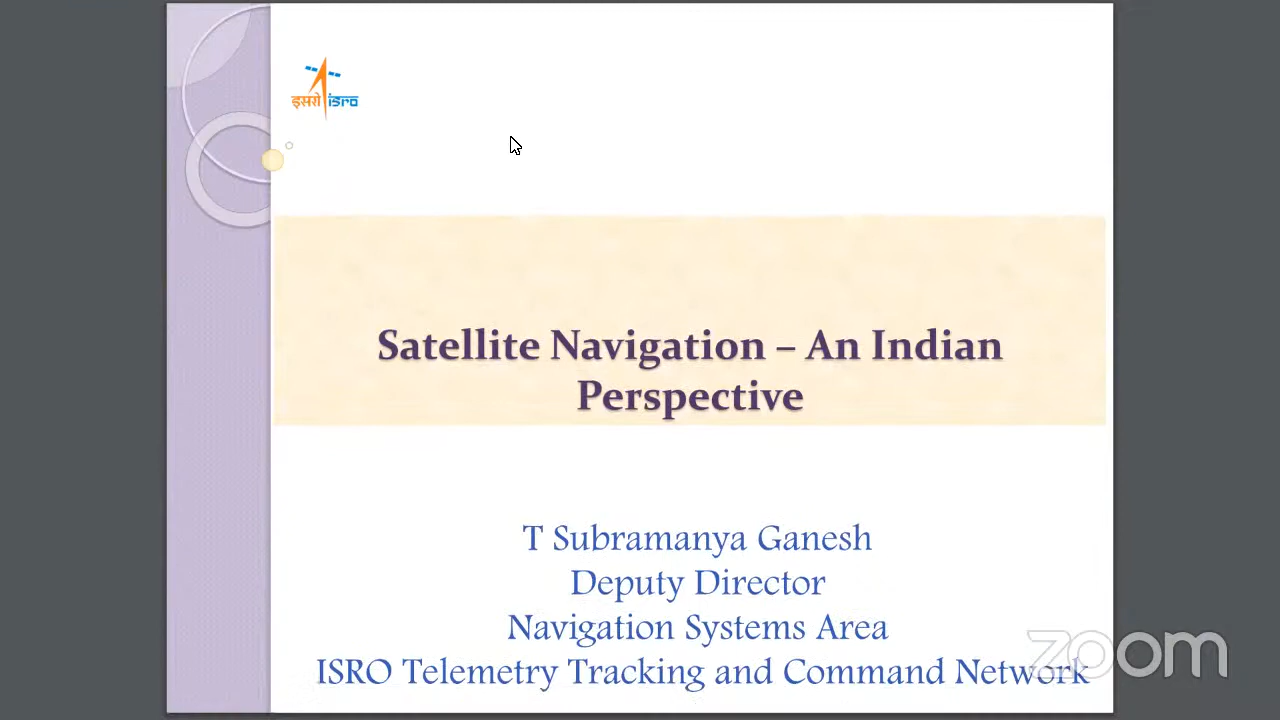 इसरो isro
Satellite Navigation – An Indian
Perspective
T Subramanya Ganesh
Deputy Director
Navigation Systems Area
ISRO Telemetry Tracking and Command Network
zoom